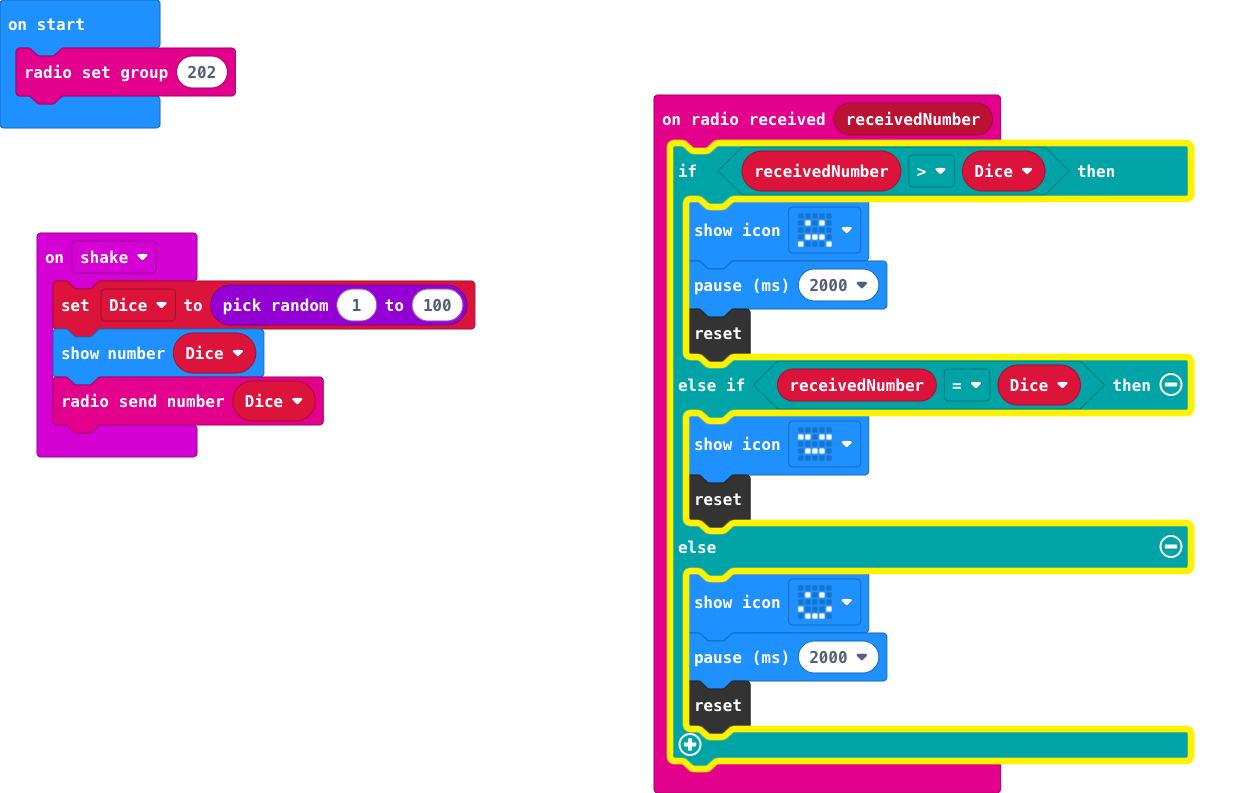 on start
radio set group 202
on shake
set Dice to pick random 1 to 100
show number Dice
radio send number Dice
on radio received receivedNumber
if receivedNumber > Dice then
show icon
pause (ms) 2000
reset
else if receivedNumber = Dice then
show icon
reset
else
show icon
pause (ms) 2000
reset